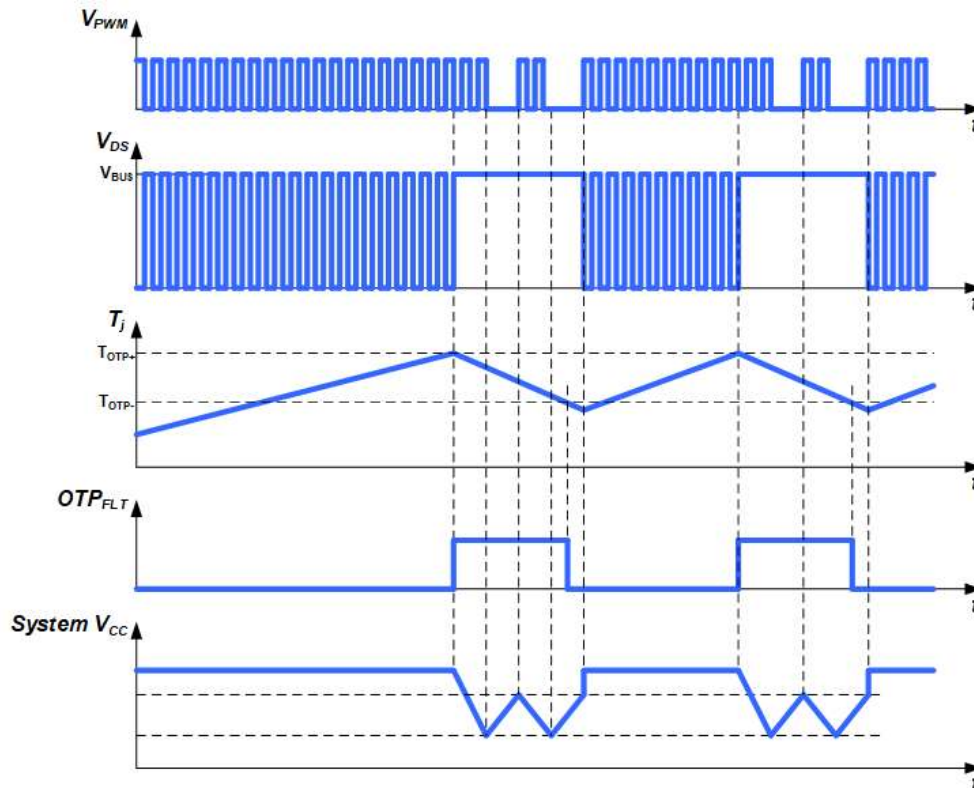 VPWM
t
VDS
VBUS
t
Tj
TOTP+
TOTP-
t
OTPFLT
t
System VCC
t